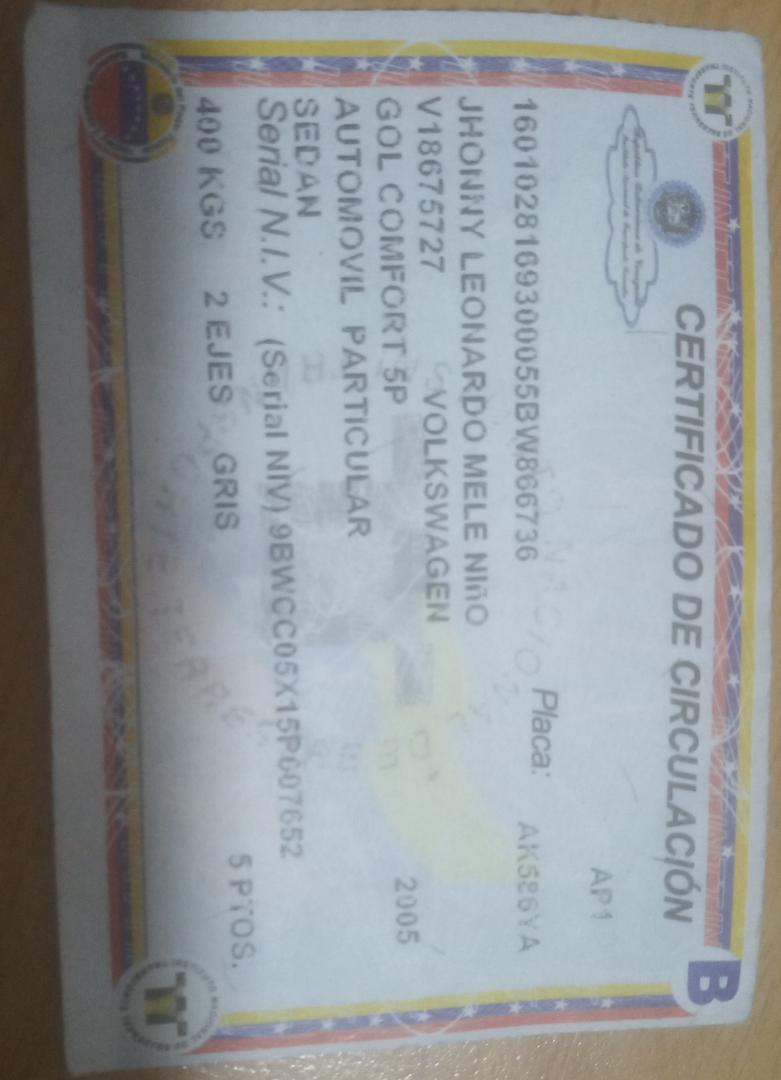 CERTIFICADO DE CIRCULACIÓN
B
AP1
1601028169300055BW866736 Placa: AK586YA
JHONNY LEONARDO MELE NIñO
V18675727 VOLKSWAGEN
GOL COMFORT 5P 2005
AUTOMOVIL PARTICULAR
SEDAN
Serial N.I.V.: (Serial NIV) 9BWCC05X15P007652
400 KGS 2 EJES GRIS 5 PTOS.